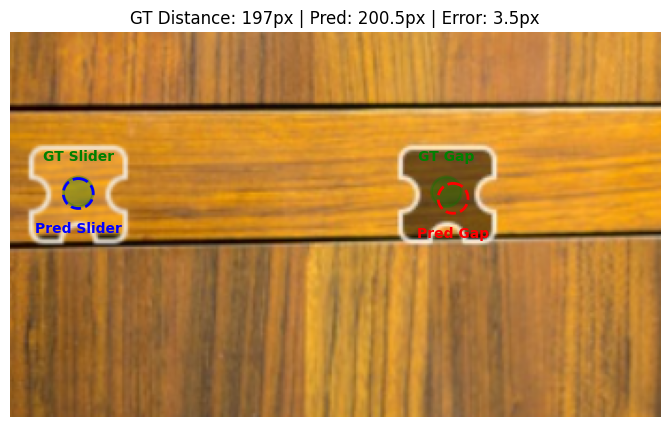 GT Distance: 197px | Pred: 200.5px | Error: 3.5px
GT Slider
GT Gap
Pred Slider
Pred Gap